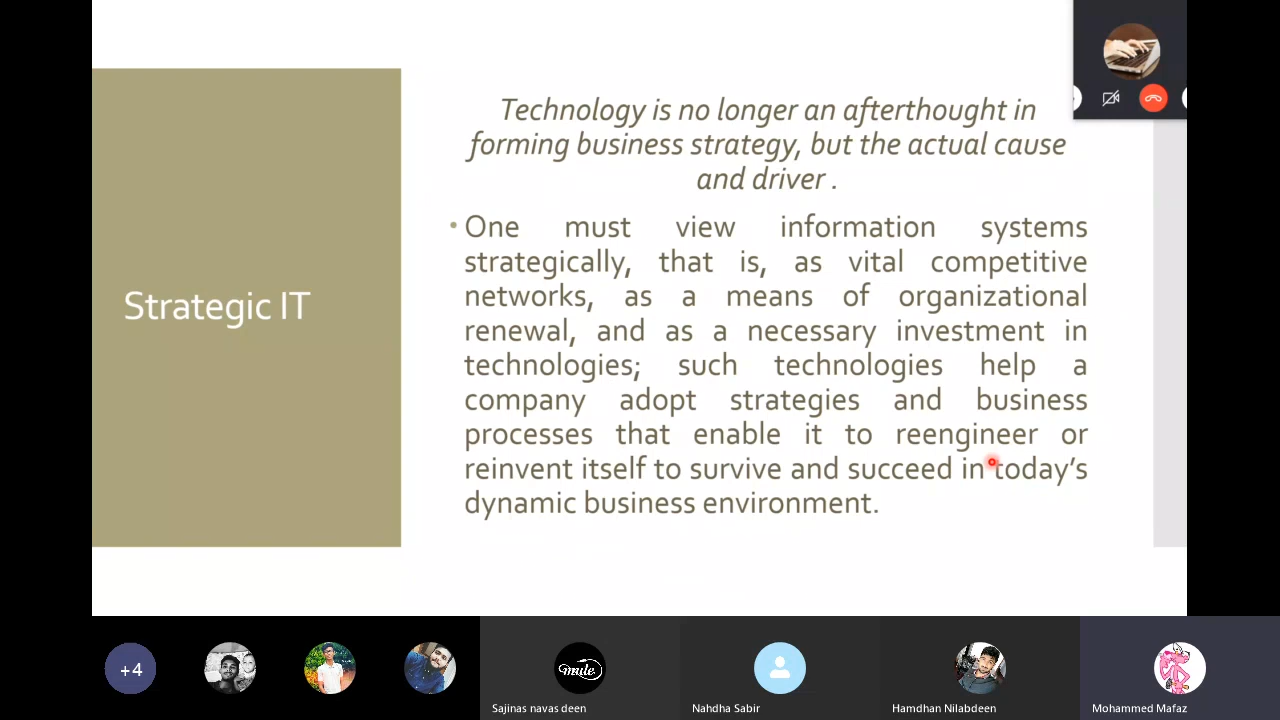 Technology is no longer an afterthought in
forming business strategy, but the actual cause
and driver .
Strategic IT
• One must view information systems
strategically, that is, as vital competitive
networks, as a means of organizational
renewal, and as a necessary investment in
technologies; such technologies help a
company adopt strategies and business
processes that enable it to reengineer or
reinvent itself to survive and succeed in today’s
dynamic business environment.
+4
mute
Sajinas navas deen
Nahdha Sabir
Hamdhan Nilabdeen
Mohammed Mafaz